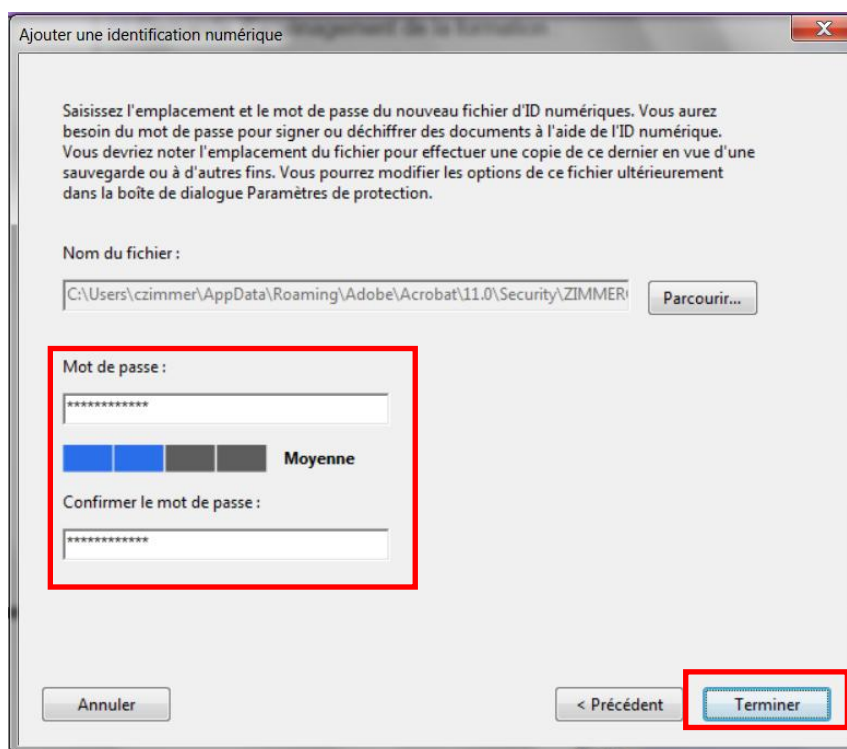 Ajouter une identification numérique
Saisissez l'emplacement et le mot de passe du nouveau fichier d'ID numériques. Vous aurez
besoin du mot de passe pour signer ou déchiffrer des documents à l'aide de l'ID numérique.
Vous devriez noter l'emplacement du fichier pour effectuer une copie de ce dernier en vue d'une
sauvegarde ou à d'autres fins. Vous pourrez modifier les options de ce fichier ultérieurement
dans la boîte de dialogue Paramètres de protection.
Nom du fichier :
C:\Users\czimmer\AppData\Roaming\Adobe\Acrobat\11.0\Security\ZIMMER
Parcourir...
Mot de passe :
************
Moyenne
Confirmer le mot de passe :
************
Annuler
< Précédent
Terminer